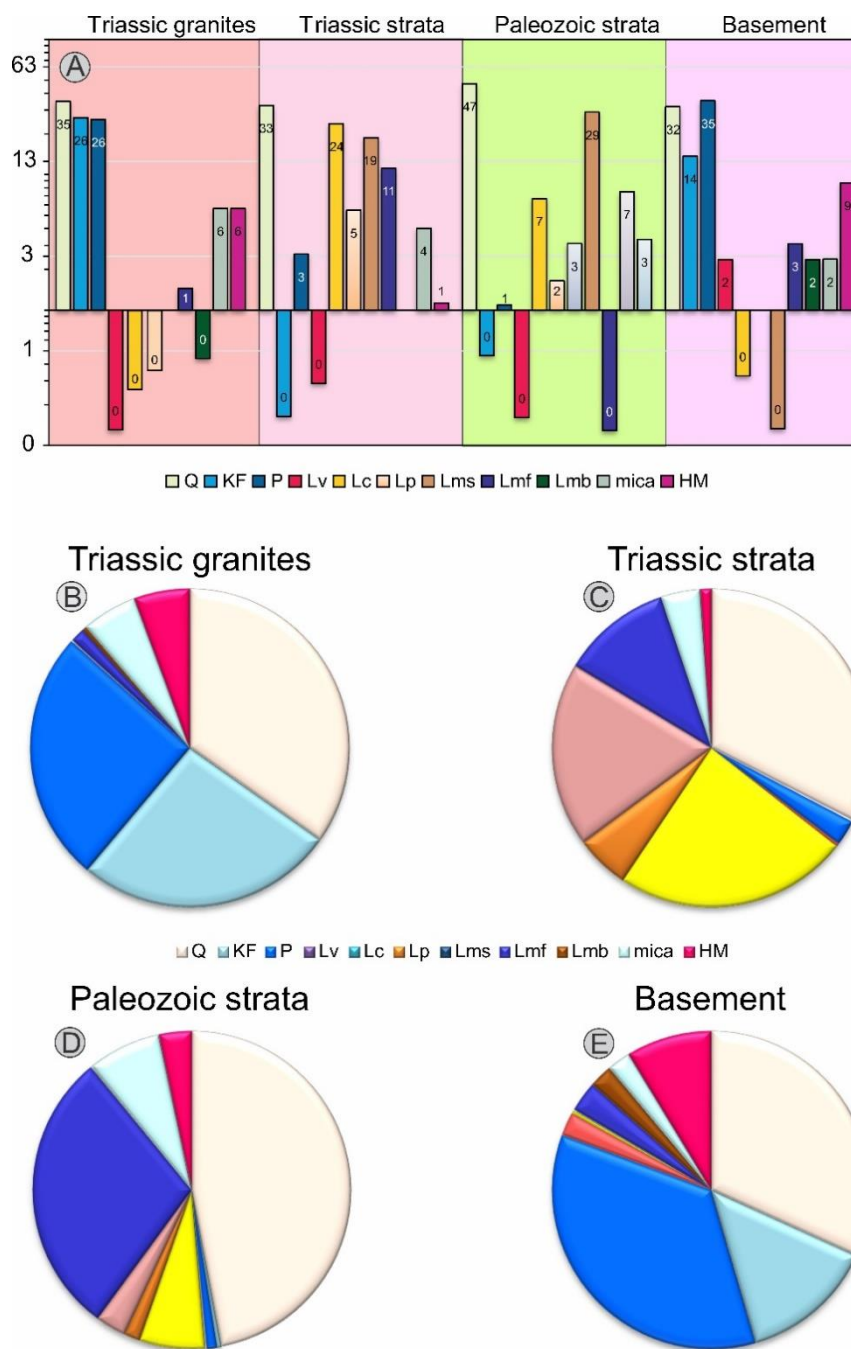 Triassic granites Triassic strata Paleozoic strata Basement
A
63
13
3
1
0
35 26 26 0 0 0 1 0 6 6
33 0 3 0 24 5 19 11 4 1
47 0 1 0 7 2 3 29 0 7 3
32 14 35 2 0 0 3 2 2 9
Q KF P Lv Lc Lp Lms Lmf Lmb mica HM
Triassic granites Triassic strata
B C
Q KF P Lv Lc Lp Lms Lmf Lmb mica HM
Paleozoic strata Basement
D E